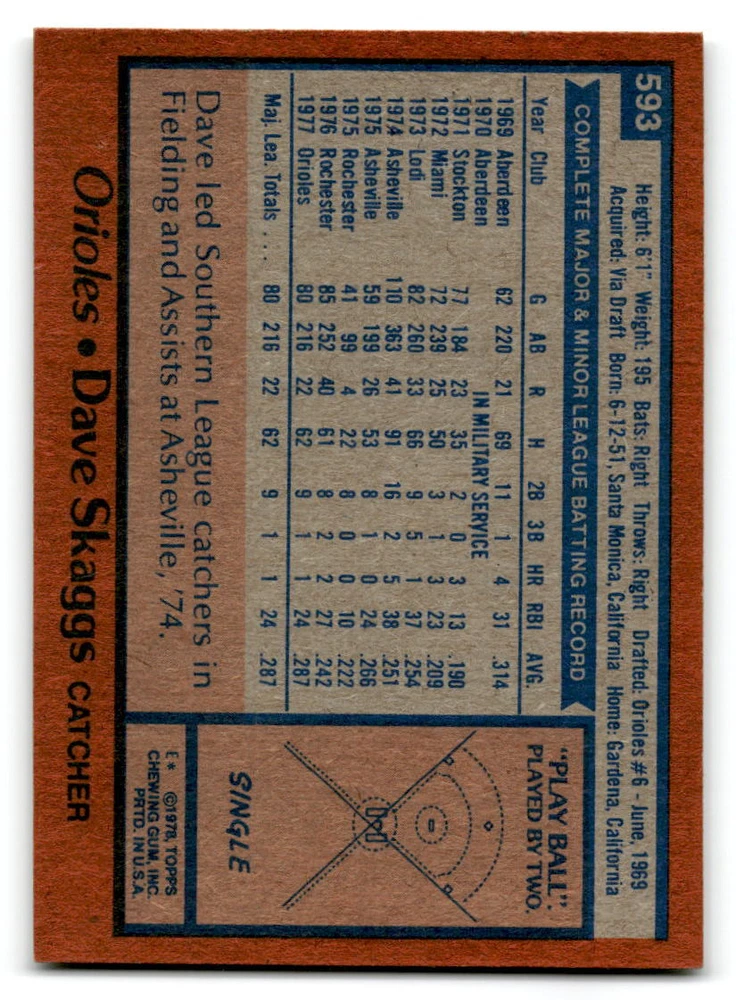 593
Height: 6'1" Weight: 195 Bats: Right Throws: Right Drafted: Orioles #6 - June, 1969
Acquired: Via Draft Born: 6-12-51, Santa Monica, California Home: Gardena, California
COMPLETE MAJOR & MINOR LEAGUE BATTING RECORD
Year Club G AB R H 2B 3B HR RBI AVG.
1969 Aberdeen 62 220 21 69 11 1 4 31 .314
1970 Aberdeen IN MILITARY SERVICE
1971 Stockton 77 184 23 35 2 0 3 13 .190
1972 Miami 72 239 25 50 3 1 3 23 .209
1973 Lodi 82 260 33 66 9 5 1 37 .254
1974 Asheville 110 363 41 91 16 2 5 38 .251
1975 Asheville 59 199 26 53 8 1 0 24 .266
1975 Rochester 41 99 4 22 8 0 0 10 .222
1976 Rochester 85 252 40 61 0 2 2 27 .242
1977 Orioles 80 216 22 62 9 1 1 24 .287
Maj. Lea. Totals . . . 80 216 22 62 9 1 1 24 .287
Dave led Southern League catchers in
Fielding and Assists at Asheville, '74.
"PLAY BALL":
PLAYED BY TWO.
SINGLE
E* ©1978, TOPPS
CHEWING GUM, INC.
PRTD. IN U.S.A.
Orioles • Dave Skaggs CATCHER